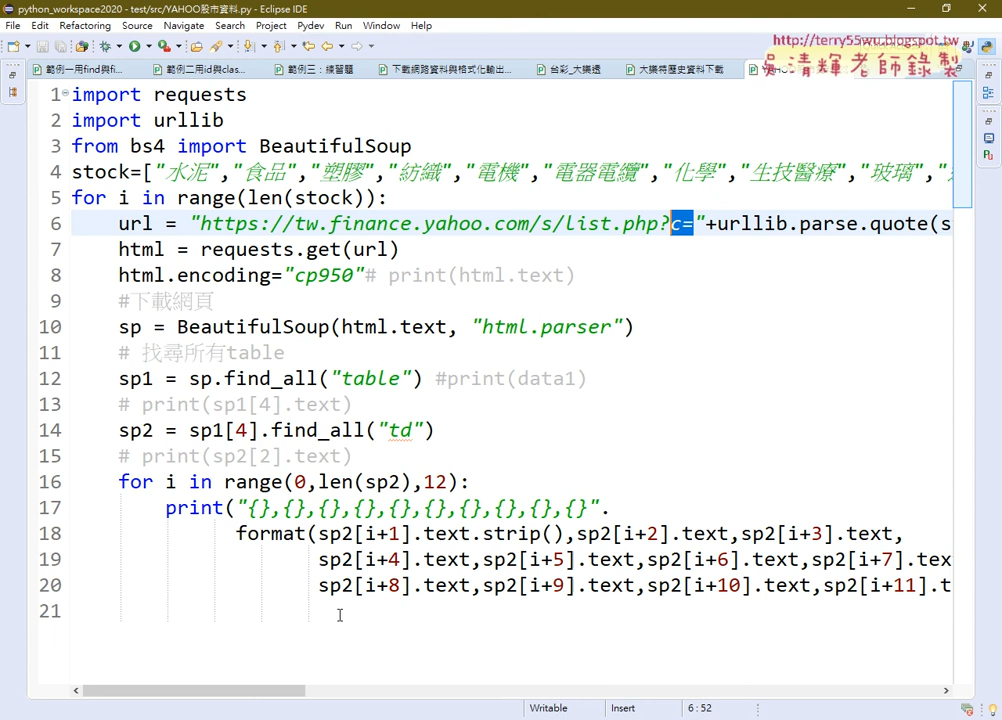 python_workspace2020 - test/src/YAHOO股市資料.py - Eclipse IDE
File Edit Refactoring Source Navigate Search Project Pydev Run Window Help
http://terry55wu.blogspot.tw
吳清輝老師錄製
範例一用find與fi... 範例二用id與clas... 範例三：練習題 下載網路資料與格式化輸出... 台彩_大樂透 大樂特歷史資料下載
1 import requests
2 import urllib
3 from bs4 import BeautifulSoup
4 stock=["水泥","食品","塑膠","紡織","電機","電器電纜","化學","生技醫療","玻璃",
5 for i in range(len(stock)):
6 url = "https://tw.finance.yahoo.com/s/list.php?c="+urllib.parse.quote(s
7 html = requests.get(url)
8 html.encoding="cp950"# print(html.text)
9 #下載網頁
10 sp = BeautifulSoup(html.text, "html.parser")
11 # 找尋所有table
12 sp1 = sp.find_all("table") #print(data1)
13 # print(sp1[4].text)
14 sp2 = sp1[4].find_all("td")
15 # print(sp2[2].text)
16 for i in range(0,len(sp2),12):
17 print("{},{},{},{},{},{},{},{},{},{}".
18 format(sp2[i+1].text.strip(),sp2[i+2].text,sp2[i+3].text,
19 sp2[i+4].text,sp2[i+5].text,sp2[i+6].text,sp2[i+7].tex
20 sp2[i+8].text,sp2[i+9].text,sp2[i+10].text,sp2[i+11].t
21
Writable Insert 6 : 52